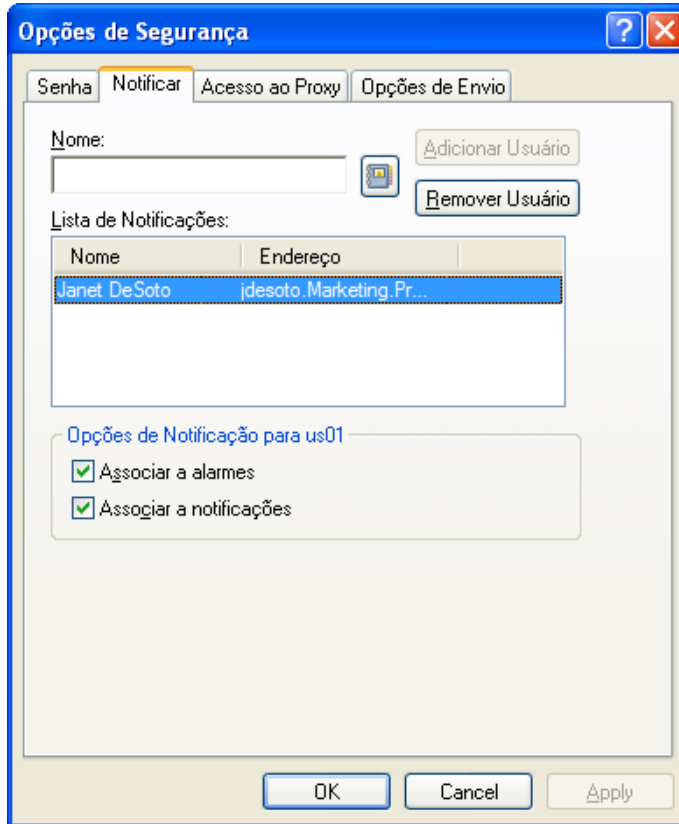 Opções de Segurança
Senha Notificar Acesso ao Proxy Opções de Envio
Nome:
Adicionar Usuário
Remover Usuário
Lista de Notificações:
Nome Endereço
Janet DeSoto jdesoto.Marketing.Pr...
Opções de Notificação para us01
Associar a alarmes
Associar a notificações
OK Cancel Apply